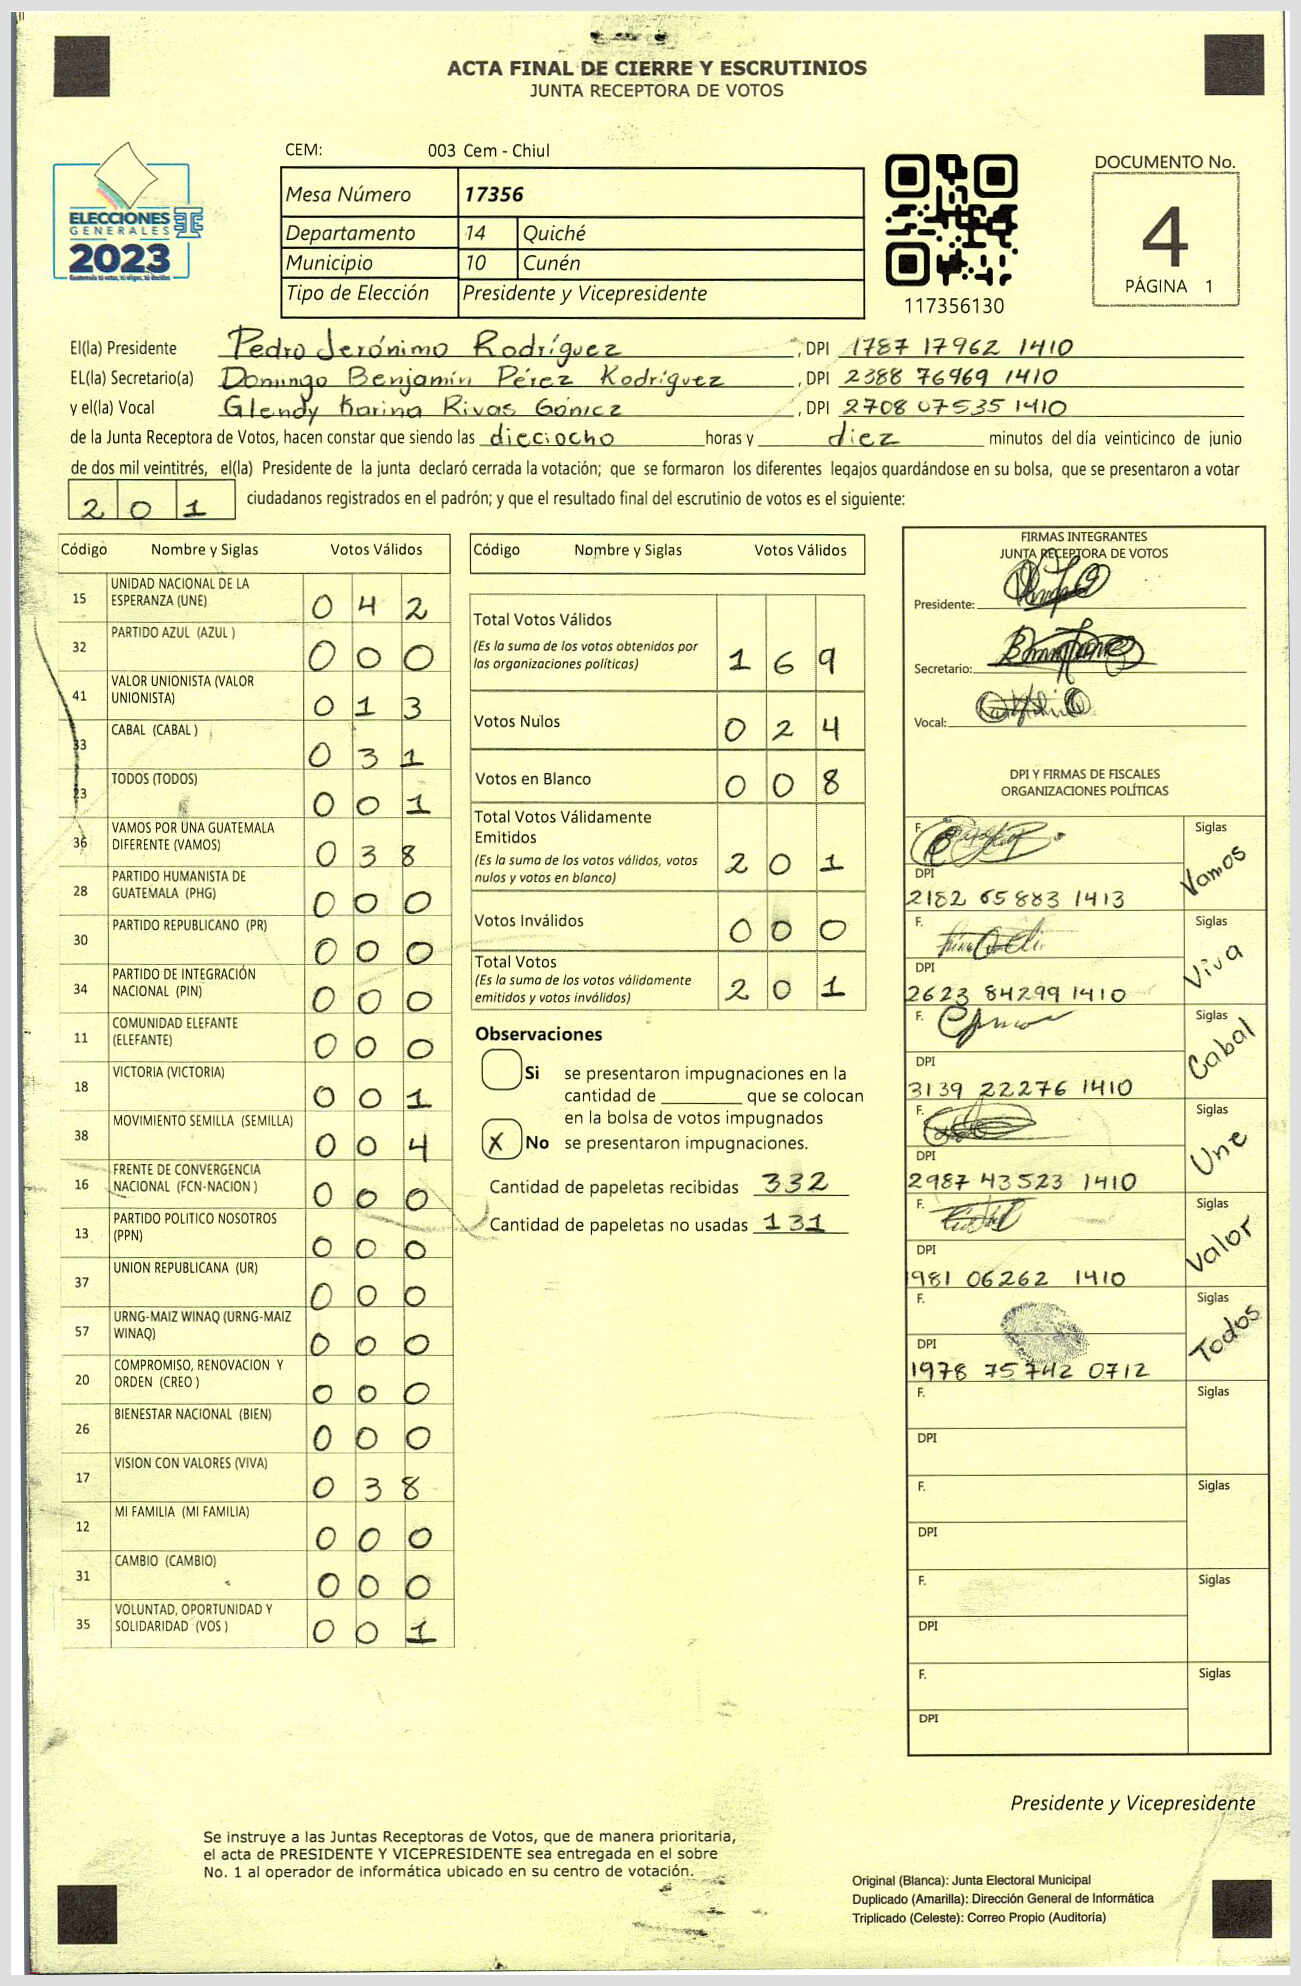 ACTA FINAL DE CIERRE Y ESCRUTINIOS
JUNTA RECEPTORA DE VOTOS
ELECCIONES
GENERALES
2023
CEM: 003 Cem - Chiul
Mesa Número 17356
Departamento 14 Quiché
Municipio 10 Cunén
Tipo de Elección Presidente y Vicepresidente
117356130
DOCUMENTO No.
4
PÁGINA 1
El(la) Presidente Pedro Jerónimo Rodríguez, DPI 1787 17962 1410
EL(la) Secretario(a) Domingo Benjamín Pérez Rodríguez, DPI 2388 76969 1410
y el(la) Vocal Glendy Karina Rivas Gómez, DPI 2708 07535 1410
de la Junta Receptora de Votos, hacen constar que siendo las dieciocho horas y diez minutos del día veinticinco de junio
de dos mil veintitrés, el(la) Presidente de la junta declaró cerrada la votación; que se formaron los diferentes legajos guardándose en su bolsa, que se presentaron a votar
201 ciudadanos registrados en el padrón; y que el resultado final del escrutinio de votos es el siguiente:
Código Nombre y Siglas Votos Válidos
15 UNIDAD NACIONAL DE LA ESPERANZA (UNE) 0 4 2
32 PARTIDO AZUL (AZUL ) 0 0 0
41 VALOR UNIONISTA (VALOR UNIONISTA) 0 1 3
33 CABAL (CABAL ) 0 3 1
23 TODOS (TODOS) 0 0 1
36 VAMOS POR UNA GUATEMALA DIFERENTE (VAMOS) 0 3 8
28 PARTIDO HUMANISTA DE GUATEMALA (PHG) 0 0 0
30 PARTIDO REPUBLICANO (PR) 0 0 0
34 PARTIDO DE INTEGRACIÓN NACIONAL (PIN) 0 0 0
11 COMUNIDAD ELEFANTE (ELEFANTE) 0 0 0
18 VICTORIA (VICTORIA) 0 0 1
38 MOVIMIENTO SEMILLA (SEMILLA) 0 0 4
16 FRENTE DE CONVERGENCIA NACIONAL (FCN-NACION ) 0 0 0
13 PARTIDO POLITICO NOSOTROS (PPN) 0 0 0
37 UNION REPUBLICANA (UR) 0 0 0
57 URNG-MAIZ WINAQ (URNG-MAIZ WINAQ) 0 0 0
20 COMPROMISO, RENOVACION Y ORDEN (CREO ) 0 0 0
26 BIENESTAR NACIONAL (BIEN) 0 0 0
17 VISION CON VALORES (VIVA) 0 3 8
12 MI FAMILIA (MI FAMILIA) 0 0 0
31 CAMBIO (CAMBIO) 0 0 0
35 VOLUNTAD, OPORTUNIDAD Y SOLIDARIDAD (VOS ) 0 0 1
Código Nombre y Siglas Votos Válidos
Total Votos Válidos
(Es la suma de los votos obtenidos por
las organizaciones políticas) 1 6 9
Votos Nulos 0 2 4
Votos en Blanco 0 0 8
Total Votos Válidamente
Emitidos
(Es la suma de los votos válidos, votos
nulos y votos en blanco) 2 0 1
Votos Inválidos 0 0 0
Total Votos
(Es la suma de los votos válidamente
emitidos y votos inválidos) 2 0 1
Observaciones
Si se presentaron impugnaciones en la
cantidad de ________ que se colocan
en la bolsa de votos impugnados
X No se presentaron impugnaciones.
Cantidad de papeletas recibidas 332
Cantidad de papeletas no usadas 131
FIRMAS INTEGRANTES
JUNTA RECEPTORA DE VOTOS
Presidente:
Secretario:
Vocal:
DPI Y FIRMAS DE FISCALES
ORGANIZACIONES POLÍTICAS
F. Siglas Vamos
DPI
2182 65883 1413
F. Siglas Viva
DPI
2623 84299 1410
F. Siglas Cabal
DPI
3139 22276 1410
F. Siglas Une
DPI
2987 43523 1410
F. Siglas Valor
DPI
1981 06262 1410
F. Siglas Todos
DPI
1978 75742 0712
F. Siglas
DPI
F. Siglas
DPI
F. Siglas
DPI
F. Siglas
DPI
Presidente y Vicepresidente
Se instruye a las Juntas Receptoras de Votos, que de manera prioritaria,
el acta de PRESIDENTE Y VICEPRESIDENTE sea entregada en el sobre
No. 1 al operador de informática ubicado en su centro de votación.
Original (Blanca): Junta Electoral Municipal
Duplicado (Amarilla): Dirección General de Informática
Triplicado (Celeste): Correo Propio (Auditoría)